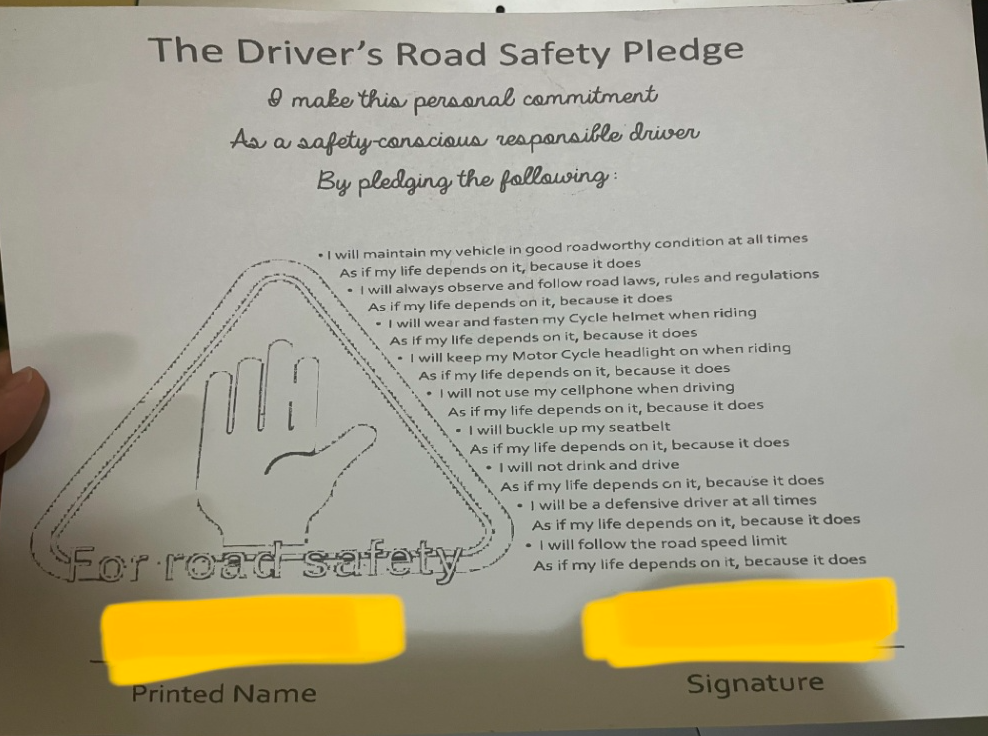 The Driver's Road Safety Pledge
I make this personal commitment
As a safety-conscious responsible driver
By pledging the following:
• I will maintain my vehicle in good roadworthy condition at all times
As if my life depends on it, because it does
• I will always observe and follow road laws, rules and regulations
As if my life depends on it, because it does
• I will wear and fasten my Cycle helmet when riding
As if my life depends on it, because it does
• I will keep my Motor Cycle headlight on when riding
As if my life depends on it, because it does
• I will not use my cellphone when driving
As if my life depends on it, because it does
• I will buckle up my seatbelt
As if my life depends on it, because it does
• I will not drink and drive
As if my life depends on it, because it does
• I will be a defensive driver at all times
As if my life depends on it, because it does
• I will follow the road speed limit
As if my life depends on it, because it does
For road safety
Printed Name
Signature